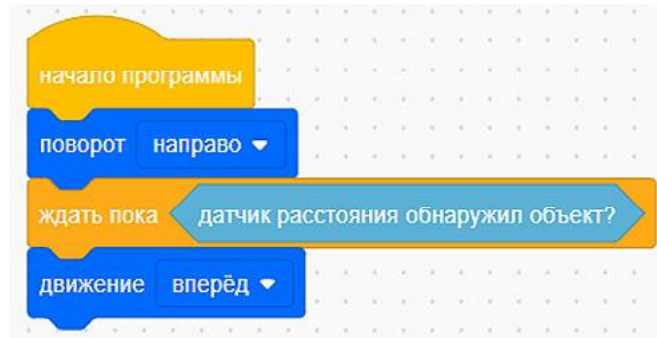 начало программы
поворот направо
ждать пока датчик расстояния обнаружил объект?
движение вперёд